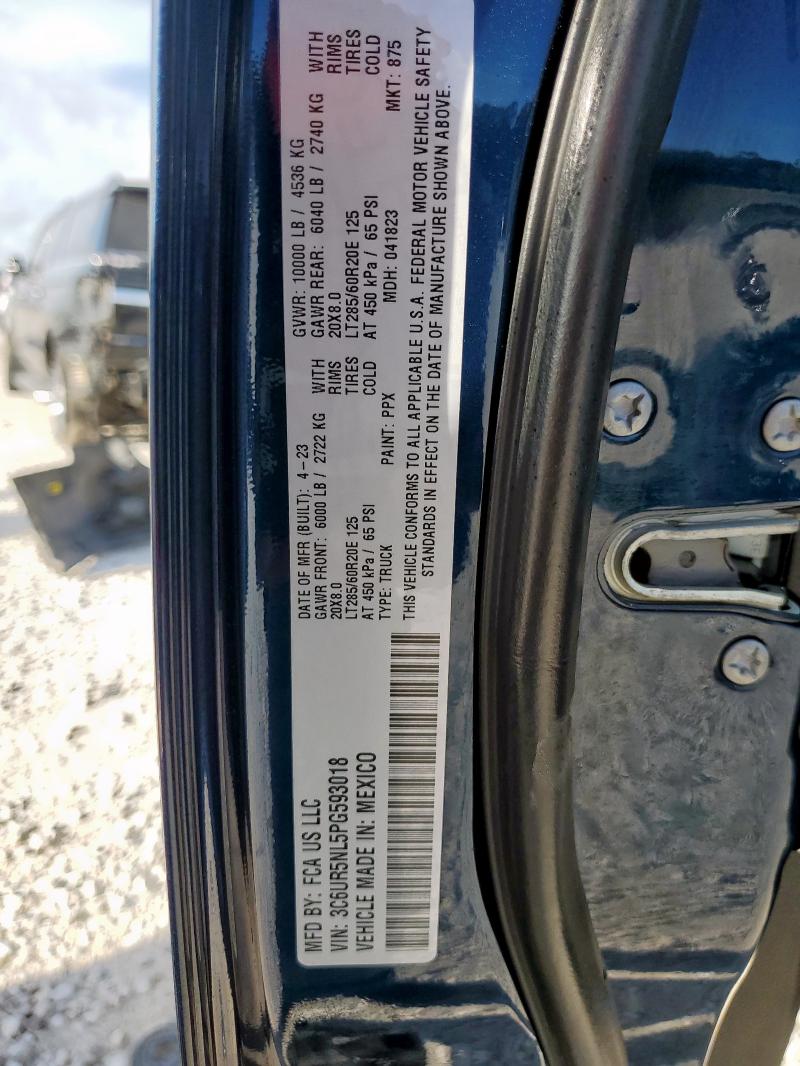 MFD BY: FCA US LLC
VIN: 3C6UR5NL5PG593018
VEHICLE MADE IN: MEXICO
DATE OF MFR (BUILT): 4-23 GVWR: 10000 LB / 4536 KG
GAWR FRONT: 6000 LB / 2722 KG WITH GAWR REAR: 6040 LB / 2740 KG WITH
20X8.0 RIMS 20X8.0 RIMS
LT285/60R20E 125 TIRES LT285/60R20E 125 TIRES
AT 450 kPa / 65 PSI COLD AT 450 kPa / 65 PSI COLD
TYPE: TRUCK PAINT: PPX MDH: 041823 MKT: 875
THIS VEHICLE CONFORMS TO ALL APPLICABLE U.S.A. FEDERAL MOTOR VEHICLE SAFETY
STANDARDS IN EFFECT ON THE DATE OF MANUFACTURE SHOWN ABOVE.